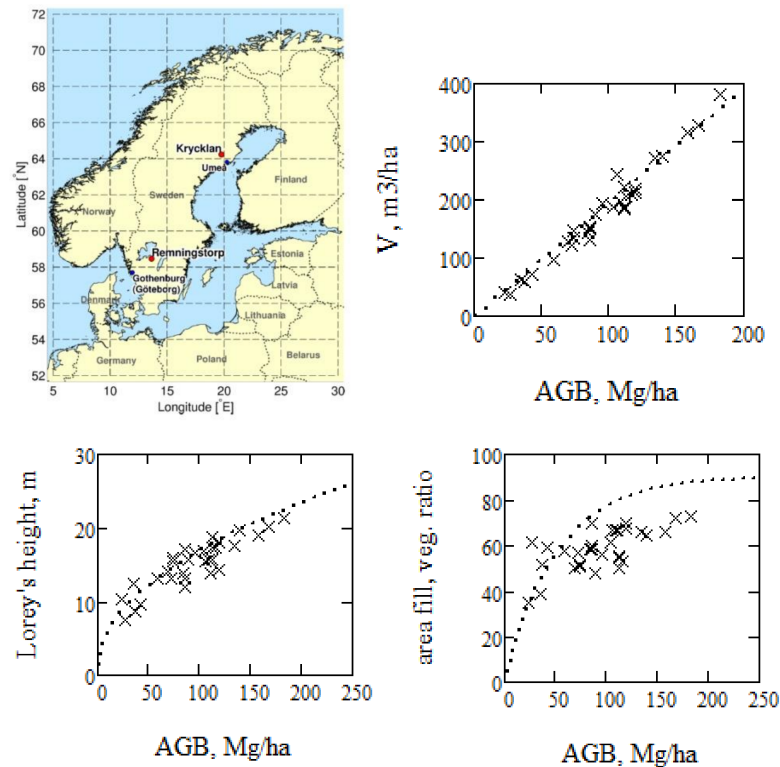 72
70
68
66
64
62
60
58
56
54
52
Latitude [°N]
Krycklan
Umea
Sweden
Finland
Norway
Remningstorp
Estonia
Gothenburg
(Göteborg)
Latvia
Denmark
Lithuania
Germany
Poland
Belarus
5 10 15 20 25 30
Longitude [°E]
400
300
200
100
0
V, m3/ha
0 50 100 150 200
AGB, Mg/ha
30
20
10
0
Lorey's height, m
0 50 100 150 200 250
AGB, Mg/ha
100
80
60
40
20
0
area fill, veg. ratio
0 50 100 150 200 250
AGB, Mg/ha